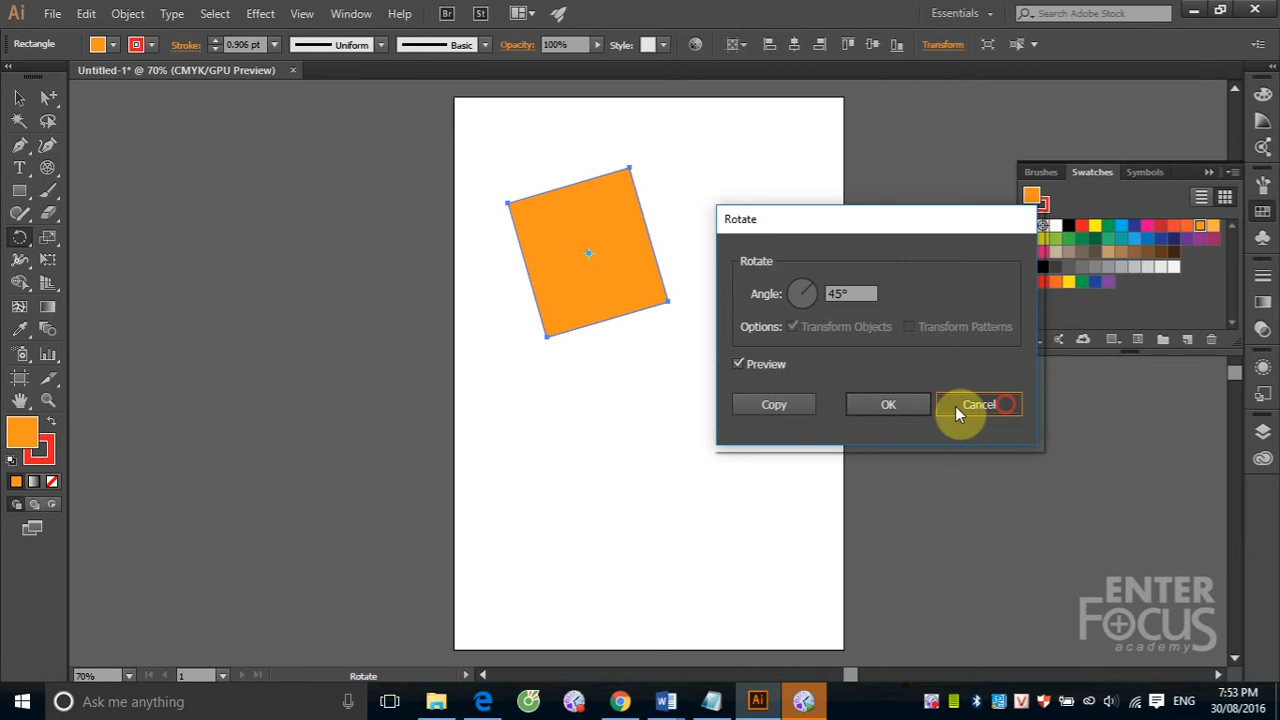 Ai File Edit Object Type Select Effect View Window Help Br St Essentials Search Adobe Stock
Rectangle Stroke: 0.906 pt Uniform Basic Opacity: 100% Style: Transform
Untitled-1* @ 70% (CMYK/GPU Preview) ×
Brushes Swatches Symbols
Rotate
Rotate
Angle: 45°
Options: Transform Objects Transform Patterns
Preview
Copy OK Cancel
ENTER
FOCUS
academy
70% 1 Rotate
Ask me anything Ai ENG 7:53 PM
30/08/2016